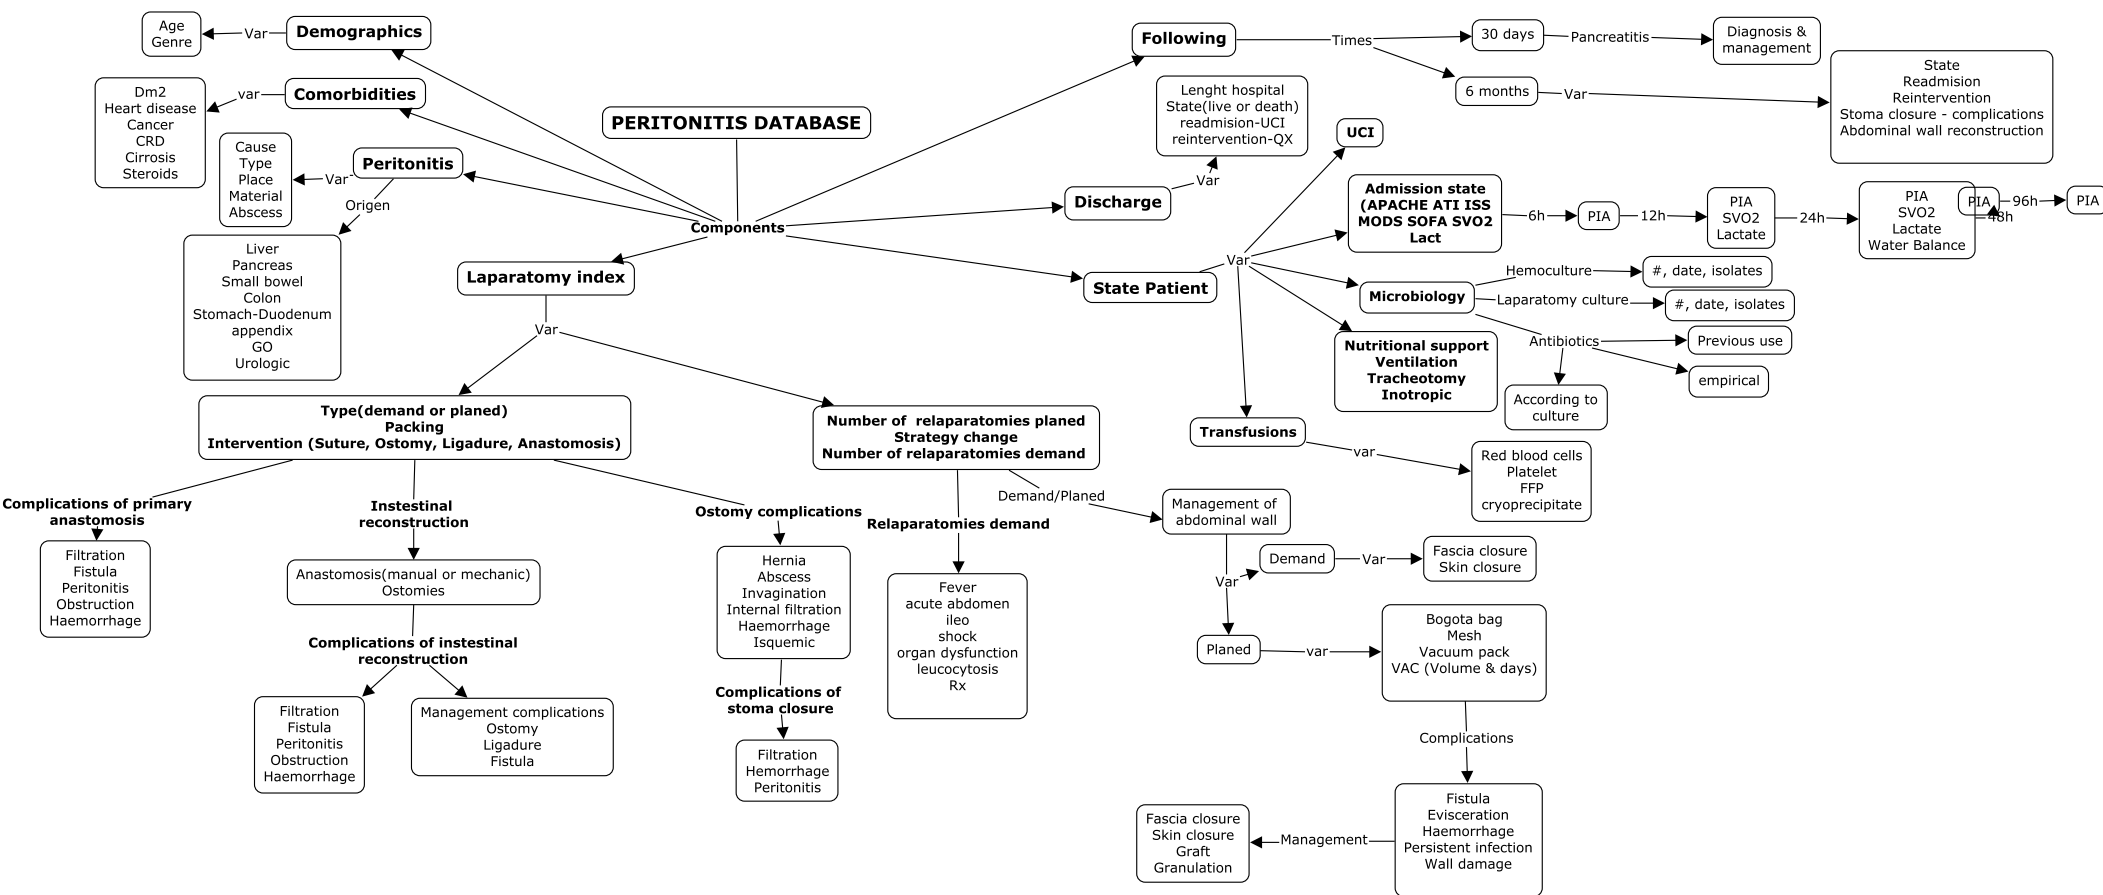 PERITONITIS DATABASE
Components
Demographics
Var
Age
Genre
Comorbidities
var
Dm2
Heart disease
Cancer
CRD
Cirrosis
Steroids
Peritonitis
Var
Cause
Type
Place
Material
Abscess
Origen
Liver
Pancreas
Small bowel
Colon
Stomach-Duodenum
appendix
GO
Urologic
Laparatomy index
Var
Type(demand or planed)
Packing
Intervention (Suture, Ostomy, Ligadure, Anastomosis)
Complications of primary
anastomosis
Filtration
Fistula
Peritonitis
Obstruction
Haemorrhage
Instestinal
reconstruction
Anastomosis(manual or mechanic)
Ostomies
Complications of instestinal
reconstruction
Filtration
Fistula
Peritonitis
Obstruction
Haemorrhage
Management complications
Ostomy
Ligadure
Fistula
Ostomy complications
Hernia
Abscess
Invagination
Internal filtration
Haemorrhage
Isquemic
Complications of
stoma closure
Filtration
Hemorrhage
Peritonitis
Number of relaparatomies planed
Strategy change
Number of relaparatomies demand
Relaparatomies demand
Fever
acute abdomen
ileo
shock
organ dysfunction
leucocytosis
Rx
Demand/Planed
Management of
abdominal wall
Var
Demand
Var
Fascia closure
Skin closure
Planed
var
Bogota bag
Mesh
Vacuum pack
VAC (Volume & days)
Complications
Fistula
Evisceration
Haemorrhage
Persistent infection
Wall damage
Management
Fascia closure
Skin closure
Graft
Granulation
Following
Times
30 days
Pancreatitis
Diagnosis &
management
6 months
Var
State
Readmision
Reintervention
Stoma closure - complications
Abdominal wall reconstruction
Discharge
Var
Lenght hospital
State(live or death)
readmision-UCI
reintervention-QX
State Patient
Var
UCI
Admission state
(APACHE ATI ISS
MODS SOFA SVO2
Lact
6h
PIA
12h
PIA
SVO2
Lactate
24h
PIA
SVO2
Lactate
Water Balance
48h
PIA
96h
PIA
Microbiology
Hemoculture
#, date, isolates
Laparatomy culture
#, date, isolates
Antibiotics
Previous use
empirical
According to
culture
Nutritional support
Ventilation
Tracheotomy
Inotropic
Transfusions
var
Red blood cells
Platelet
FFP
cryoprecipitate